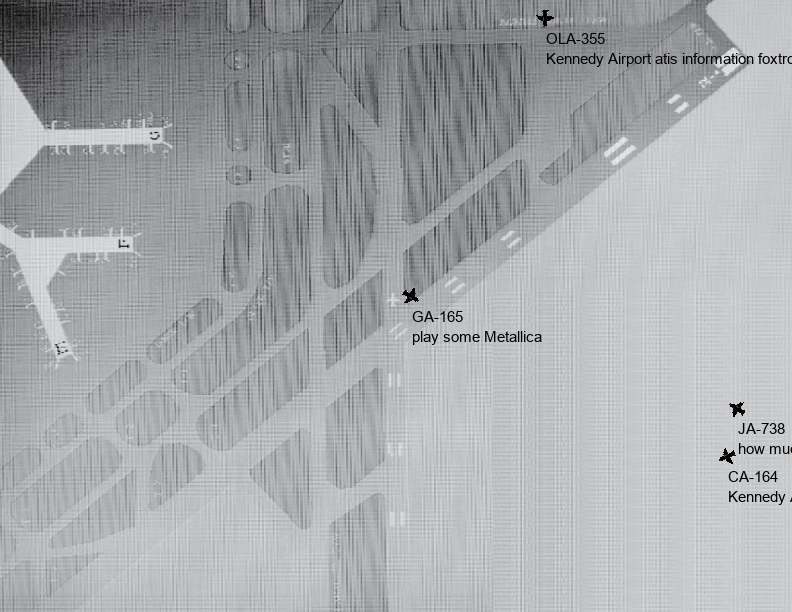 OLA-355
Kennedy Airport atis information foxtro
G
F
GA-165
play some Metallica
JA-738
how muc
CA-164
Kennedy A